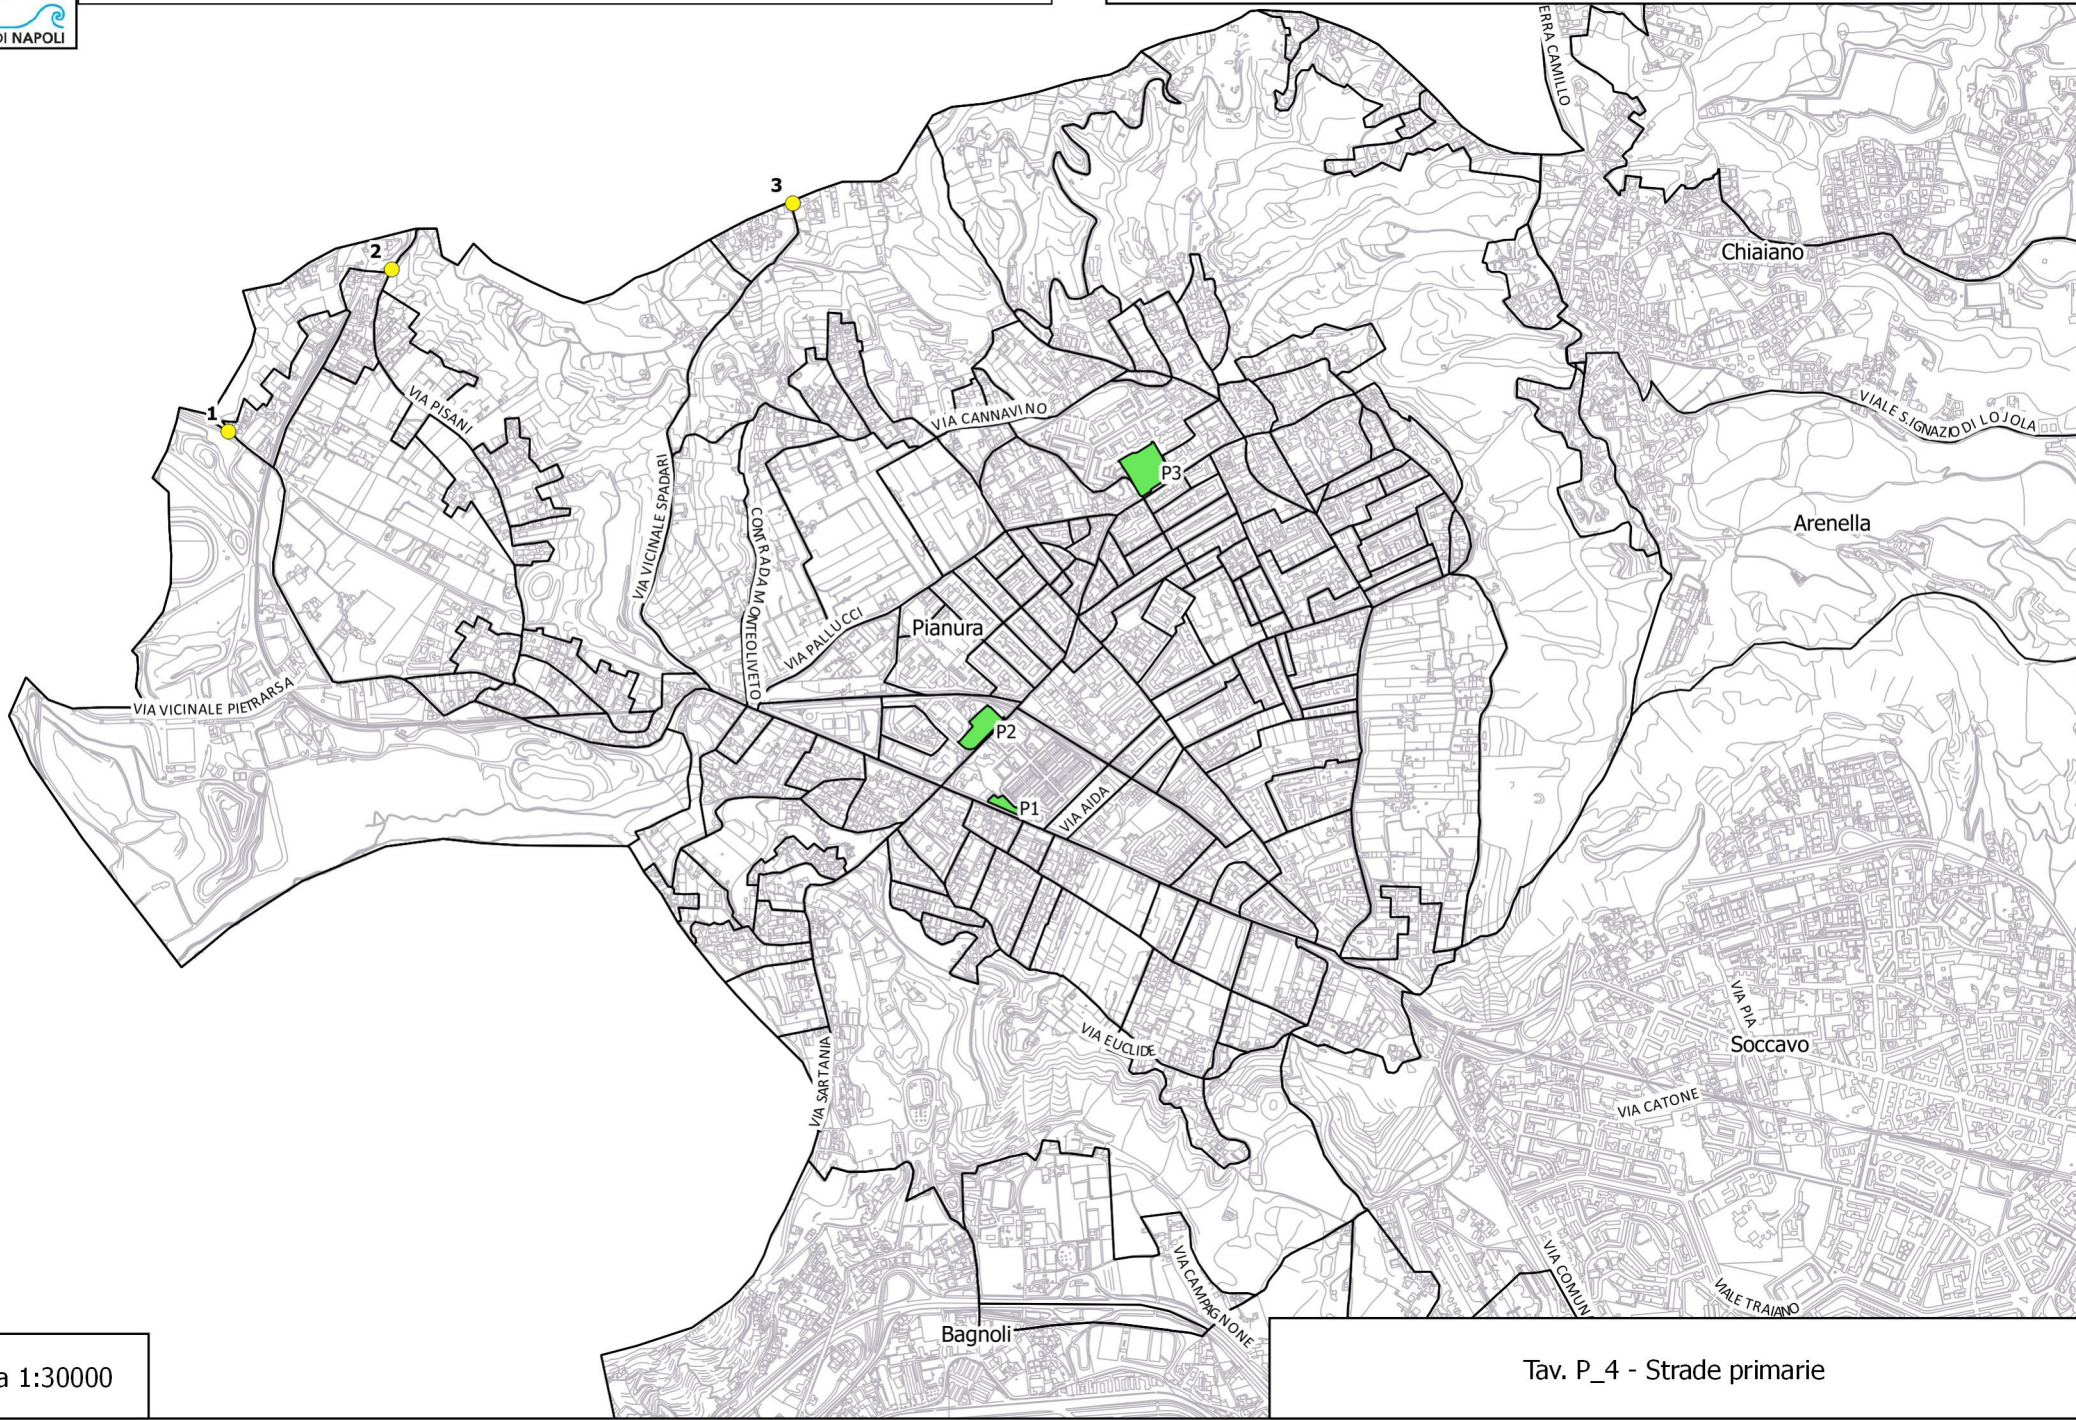 DI NAPOLI
ERRA CAMILLO
3
2
Chiaiano
1
VIA PISANI
VIA CANNAVINO
VIALE S.IGNAZIO DI LOJOLA
P3
VIA VICINALE SPADARI
CONTRADA MONTEOLIVETO
Arenella
VIA PALLUCCI
Pianura
VIA VICINALE PIETRARSA
P2
P1
VIA AIDA
VIA PIA
VIA EUCLIDE
Soccavo
VIA SARTANIA
VIA CATONE
VIA CAMPAGNONE
VIA COMUN
VIALE TRAIANO
Bagnoli
a 1:30000
Tav. P_4 - Strade primarie